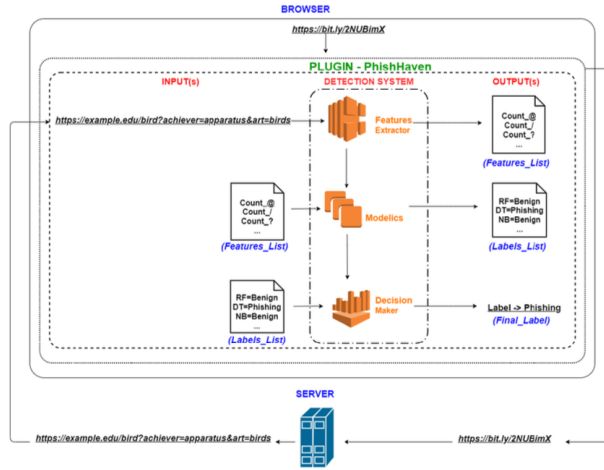 BROWSER
https://bit.ly/2NUBimX
PLUGIN - PhishHaven
INPUT(s)
DETECTION SYSTEM
OUTPUT(s)
https://example.edu/bird?achiever=apparatus&art=birds
Features
Extractor
Count_@
Count_/
Count_?
...
(Features_List)
Count_@
Count_/
Count_?
...
(Features_List)
Modelics
RF=Benign
DT=Phishing
NB=Benign
...
(Labels_List)
RF=Benign
DT=Phishing
NB=Benign
...
(Labels_List)
Decision
Maker
Label -> Phishing
(Final_Label)
SERVER
https://example.edu/bird?achiever=apparatus&art=birds
https://bit.ly/2NUBimX